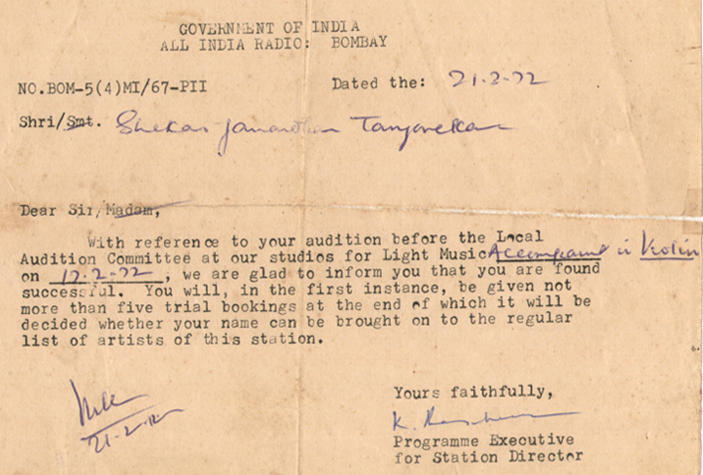 GOVERNMENT OF INDIA
ALL INDIA RADIO: BOMBAY
NO.BOM-5(4)MI/67-PII Dated the: 21-2-72
Shri/Smt. Shekar Janardhan Tanjorekar
Dear Sir/Madam,
With reference to your audition before the Local
Audition Committee at our studios for Light Music Accompand in Violin
on 17.2.72, we are glad to inform you that you are found
successful. You will, in the first instance, be given not
more than five trial bookings at the end of which it will be
decided whether your name can be brought on to the regular
list of artists of this station.
Yours faithfully,
K.
21-2-72
Programme Executive
for Station Director